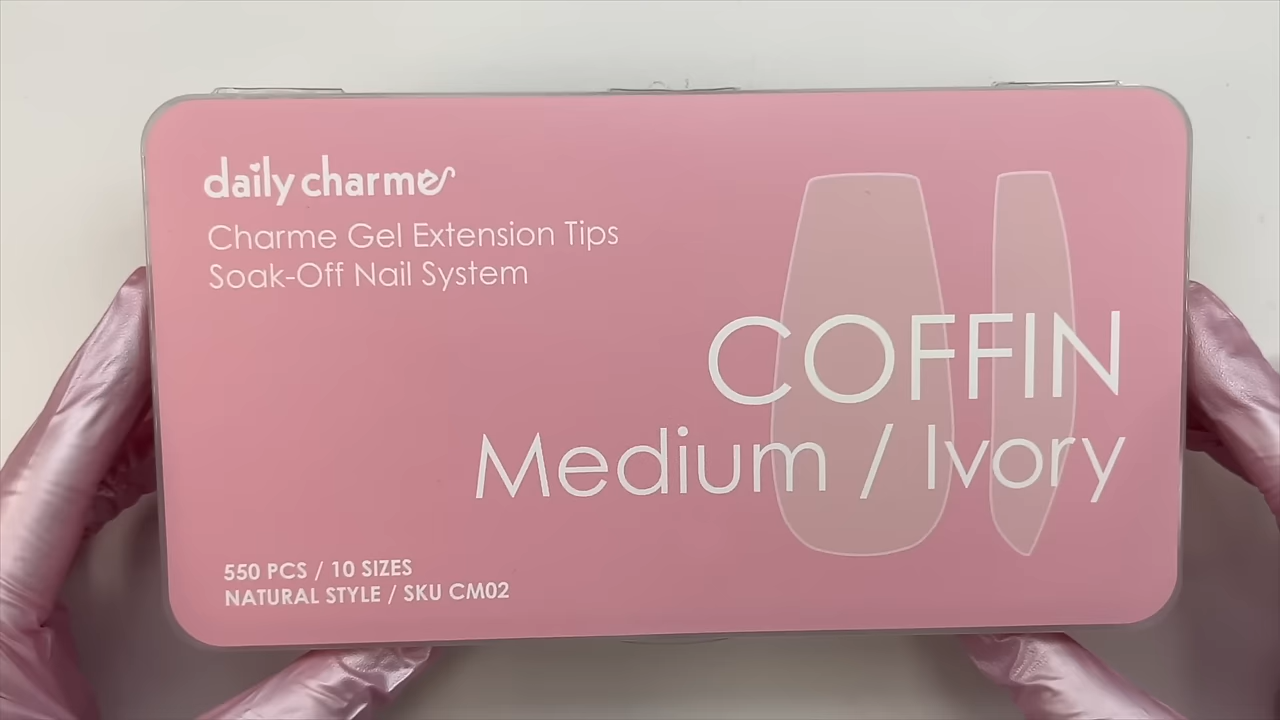 daily charme
Charme Gel Extension Tips
Soak-Off Nail System
COFFIN
Medium / Ivory
550 PCS / 10 SIZES
NATURAL STYLE / SKU CM02